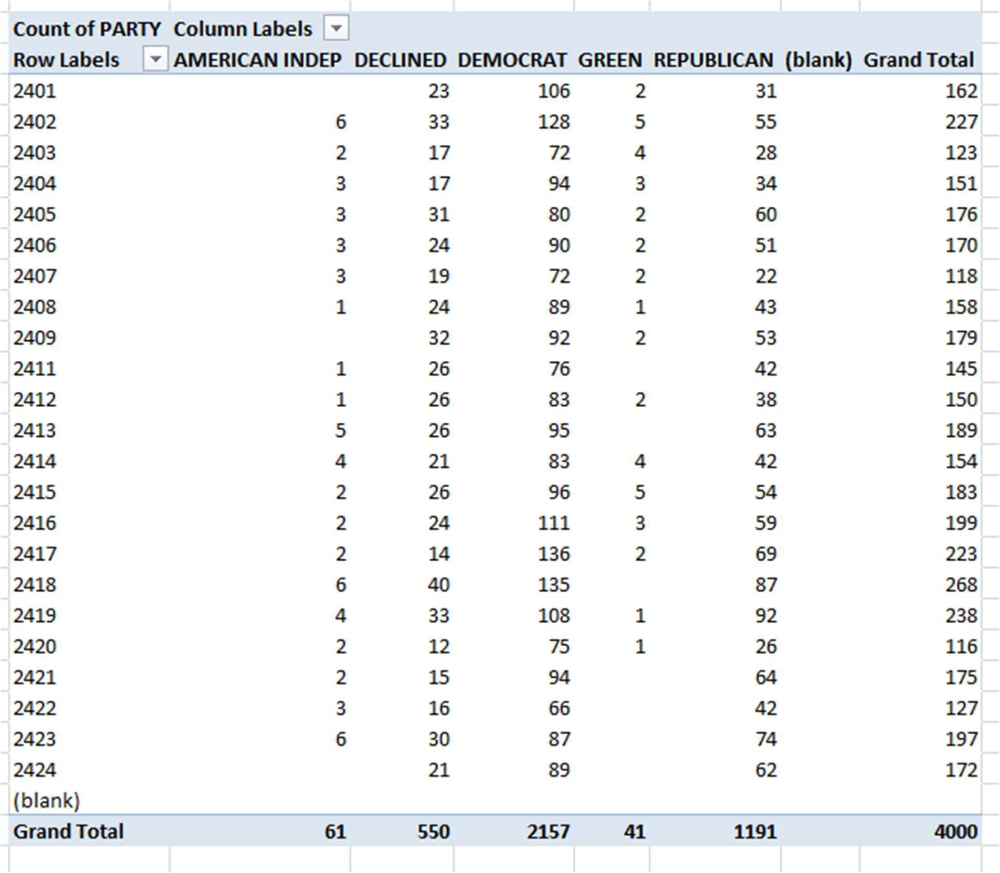 Count of PARTY Column Labels
Row Labels AMERICAN INDEP DECLINED DEMOCRAT GREEN REPUBLICAN (blank) Grand Total
2401 23 106 2 31 162
2402 6 33 128 5 55 227
2403 2 17 72 4 28 123
2404 3 17 94 3 34 151
2405 3 31 80 2 60 176
2406 3 24 90 2 51 170
2407 3 19 72 2 22 118
2408 1 24 89 1 43 158
2409 32 92 2 53 179
2411 1 26 76 42 145
2412 1 26 83 2 38 150
2413 5 26 95 63 189
2414 4 21 83 4 42 154
2415 2 26 96 5 54 183
2416 2 24 111 3 59 199
2417 2 14 136 2 69 223
2418 6 40 135 87 268
2419 4 33 108 1 92 238
2420 2 12 75 1 26 116
2421 2 15 94 64 175
2422 3 16 66 42 127
2423 6 30 87 74 197
2424 21 89 62 172
(blank)
Grand Total 61 550 2157 41 1191 4000